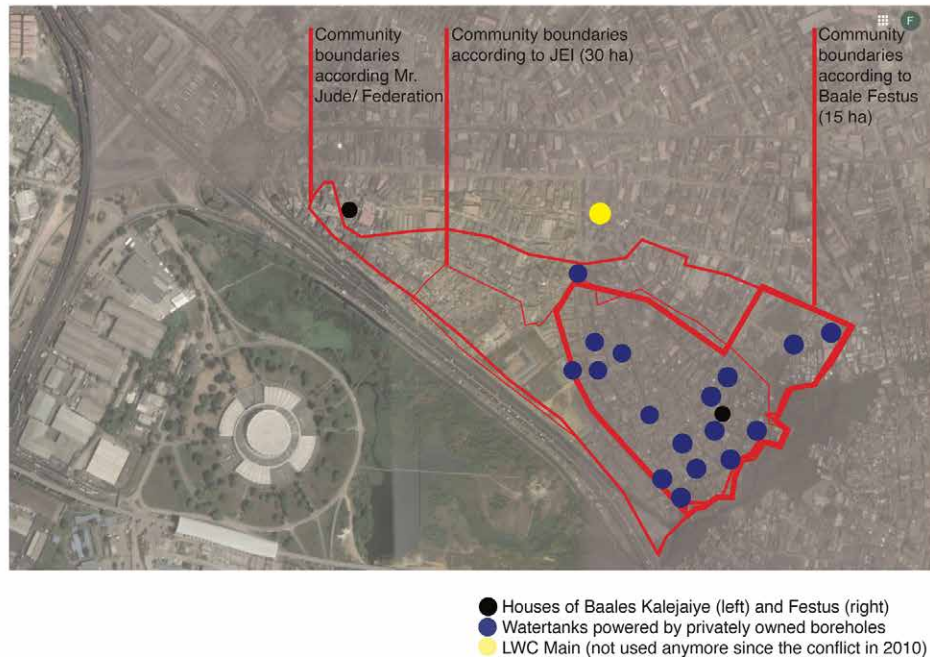 Community
boundaries
according Mr.
Jude/ Federation
Community boundaries
according to JEI (30 ha)
Community
boundaries
according to
Baale Festus
(15 ha)
F
Houses of Baales Kalejaiye (left) and Festus (right)
Watertanks powered by privately owned boreholes
LWC Main (not used anymore since the conflict in 2010)